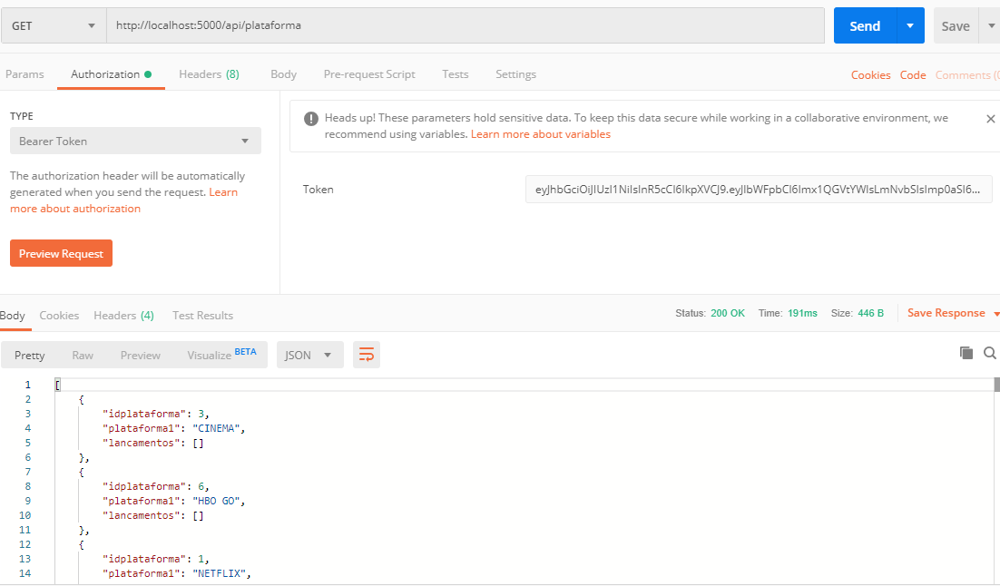 GET http://localhost:5000/api/plataforma Send Save
Params Authorization Headers (8) Body Pre-request Script Tests Settings Cookies Code Comments (0
TYPE
Bearer Token
The authorization header will be automatically
generated when you send the request. Learn
more about authorization
Preview Request
Heads up! These parameters hold sensitive data. To keep this data secure while working in a collaborative environment, we
recommend using variables. Learn more about variables
Token
Body Cookies Headers (4) Test Results Status: 200 OK Time: 191ms Size: 446 B Save Response
Pretty Raw Preview Visualize BETA JSON
1 [
2 {
3 "idplataforma": 3,
4 "plataforma1": "CINEMA",
5 "lancamentos": []
6 },
7 {
8 "idplataforma": 6,
9 "plataforma1": "HBO GO",
10 "lancamentos": []
11 },
12 {
13 "idplataforma": 1,
14 "plataforma1": "NETFLIX",